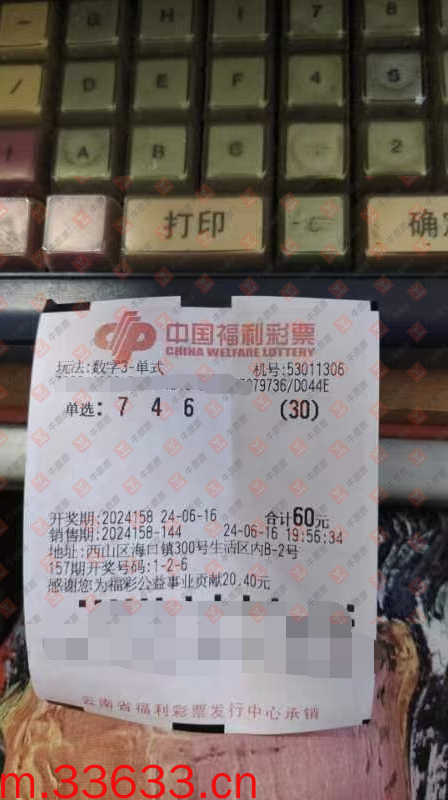 G H I 7 8
/ D E F 4 5
A B C 1 2
打印 确定
中国福利彩票
CHINA WELFARE LOTTERY
玩法:数字3-单式 机号:53011306
079736/D044E
单选: 7 4 6 (30)
开奖期:2024158 24-06-16 合计60元
销售期:2024158-144 24-06-16 19:56:34
地址:西山区海口镇300号生活区内B-2号
157期开奖号码:1-2-6
感谢您为福彩公益事业贡献20.40元
云南省福利彩票发行中心承销
m.33633.cn